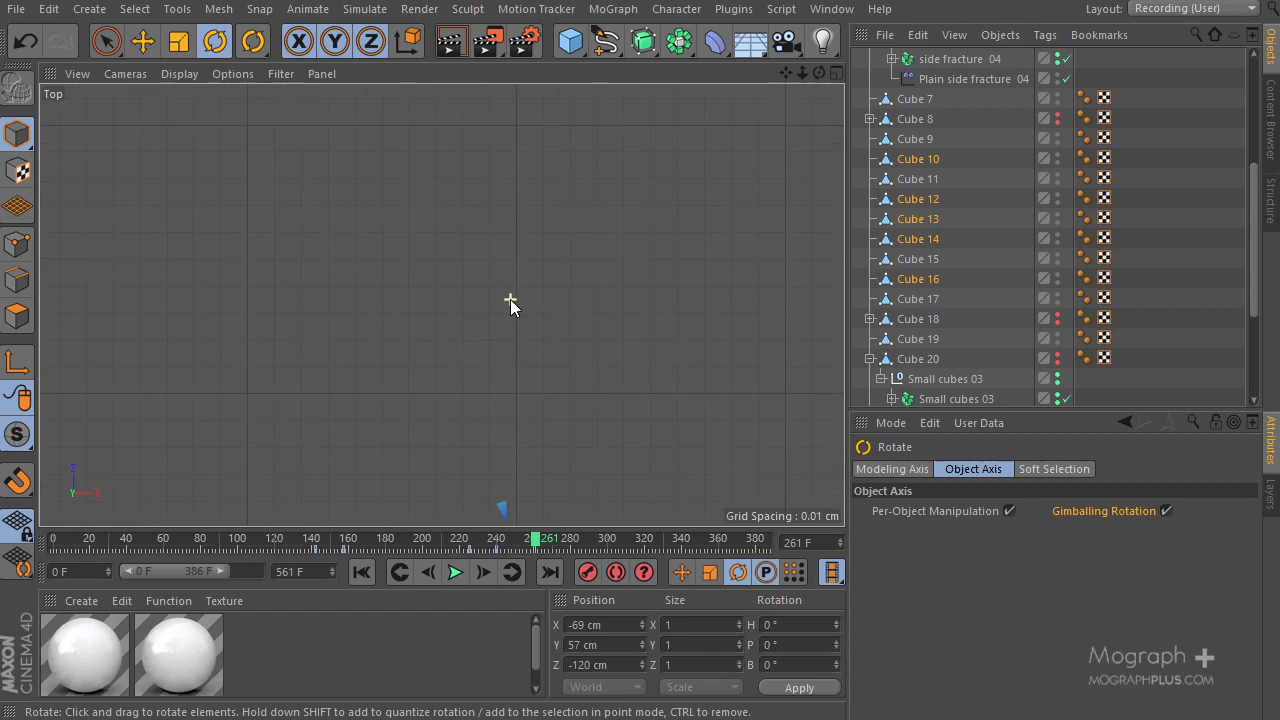 File Edit Create Select Tools Mesh Snap Animate Simulate Render Sculpt Motion Tracker MoGraph Character Plugins Script Window Help Layout: Recording (User)
X Y Z
File Edit View Objects Tags Bookmarks
View Cameras Display Options Filter Panel
Top
side fracture 04
Plain side fracture 04
Cube 7
Cube 8
Cube 9
Cube 10
Cube 11
Cube 12
Cube 13
Cube 14
Cube 15
Cube 16
Cube 17
Cube 18
Cube 19
Cube 20
Small cubes 03
Small cubes 03
Objects
Content Browser
Structure
S
Z
Y X
Grid Spacing : 0.01 cm
Mode Edit User Data
Rotate
Modeling Axis Object Axis Soft Selection
Object Axis
Per-Object Manipulation Gimballing Rotation
Attributes
Layers
0 20 40 60 80 100 120 140 160 180 200 220 240 261 280 300 320 340 360 380 261 F
0 F 0 F 386 F 561 F
P
Create Edit Function Texture
Position Size Rotation
X -69 cm X 1 H 0 °
Y 57 cm Y 1 P 0 °
Z -120 cm Z 1 B 0 °
World Scale Apply
MAXON
CINEMA 4D
Mograph +
MOGRAPHPLUS.COM
Rotate: Click and drag to rotate elements. Hold down SHIFT to add to quantize rotation / add to the selection in point mode, CTRL to remove.